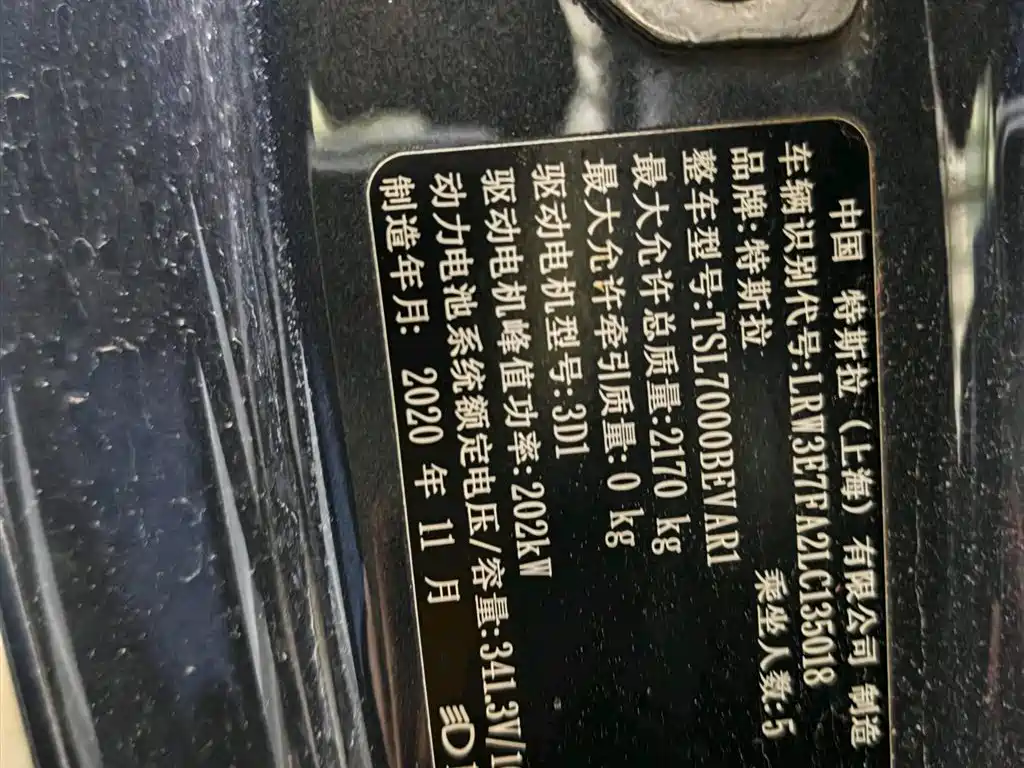 中国 特斯拉（上海）有限公司 制造
车辆识别代号:LRW3E7FA2LC135018
品牌:特斯拉 乘坐人数:5
整车型号:TSL7000BEVAR1
最大允许总质量:2170 kg
最大允许牵引质量:0 kg
驱动电机型号:3D1
驱动电机峰值功率:202kW
动力电池系统额定电压/容量:341.3V/1
制造年月: 2020 年 11 月